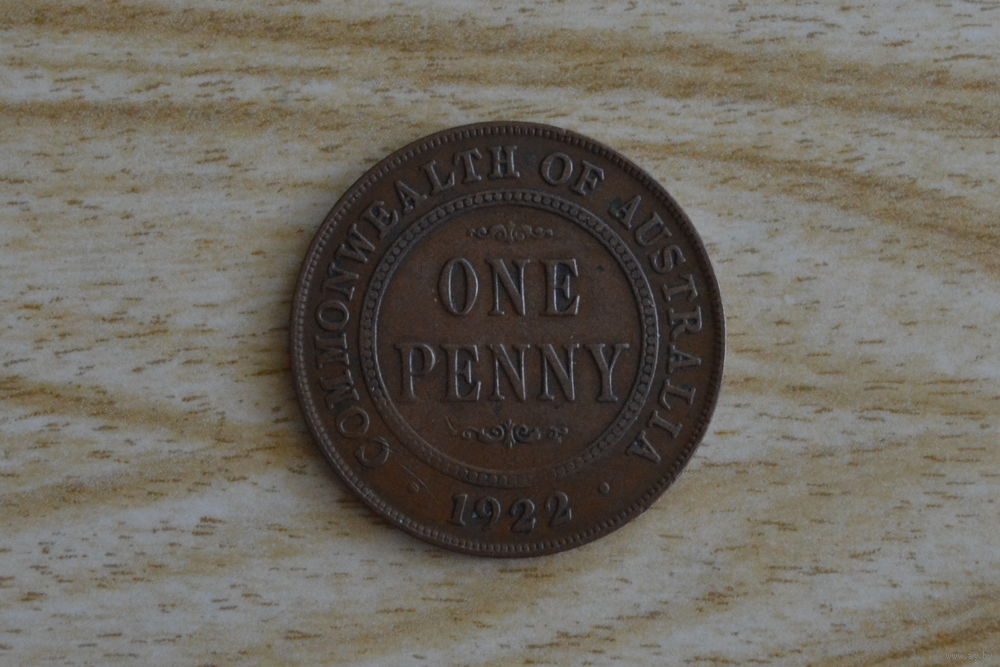 COMMONWEALTH OF AUSTRALIA
ONE
PENNY
1922